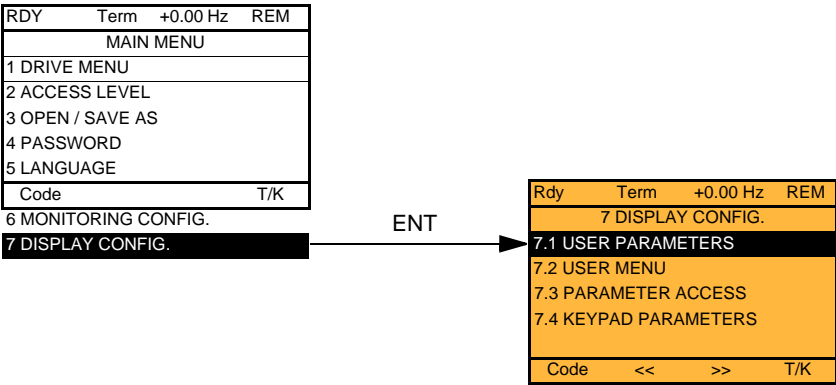 RDY Term +0.00 Hz REM
MAIN MENU
1 DRIVE MENU
2 ACCESS LEVEL
3 OPEN / SAVE AS
4 PASSWORD
5 LANGUAGE
Code T/K
6 MONITORING CONFIG.
7 DISPLAY CONFIG.
ENT
Rdy Term +0.00 Hz REM
7 DISPLAY CONFIG.
7.1 USER PARAMETERS
7.2 USER MENU
7.3 PARAMETER ACCESS
7.4 KEYPAD PARAMETERS
Code << >> T/K